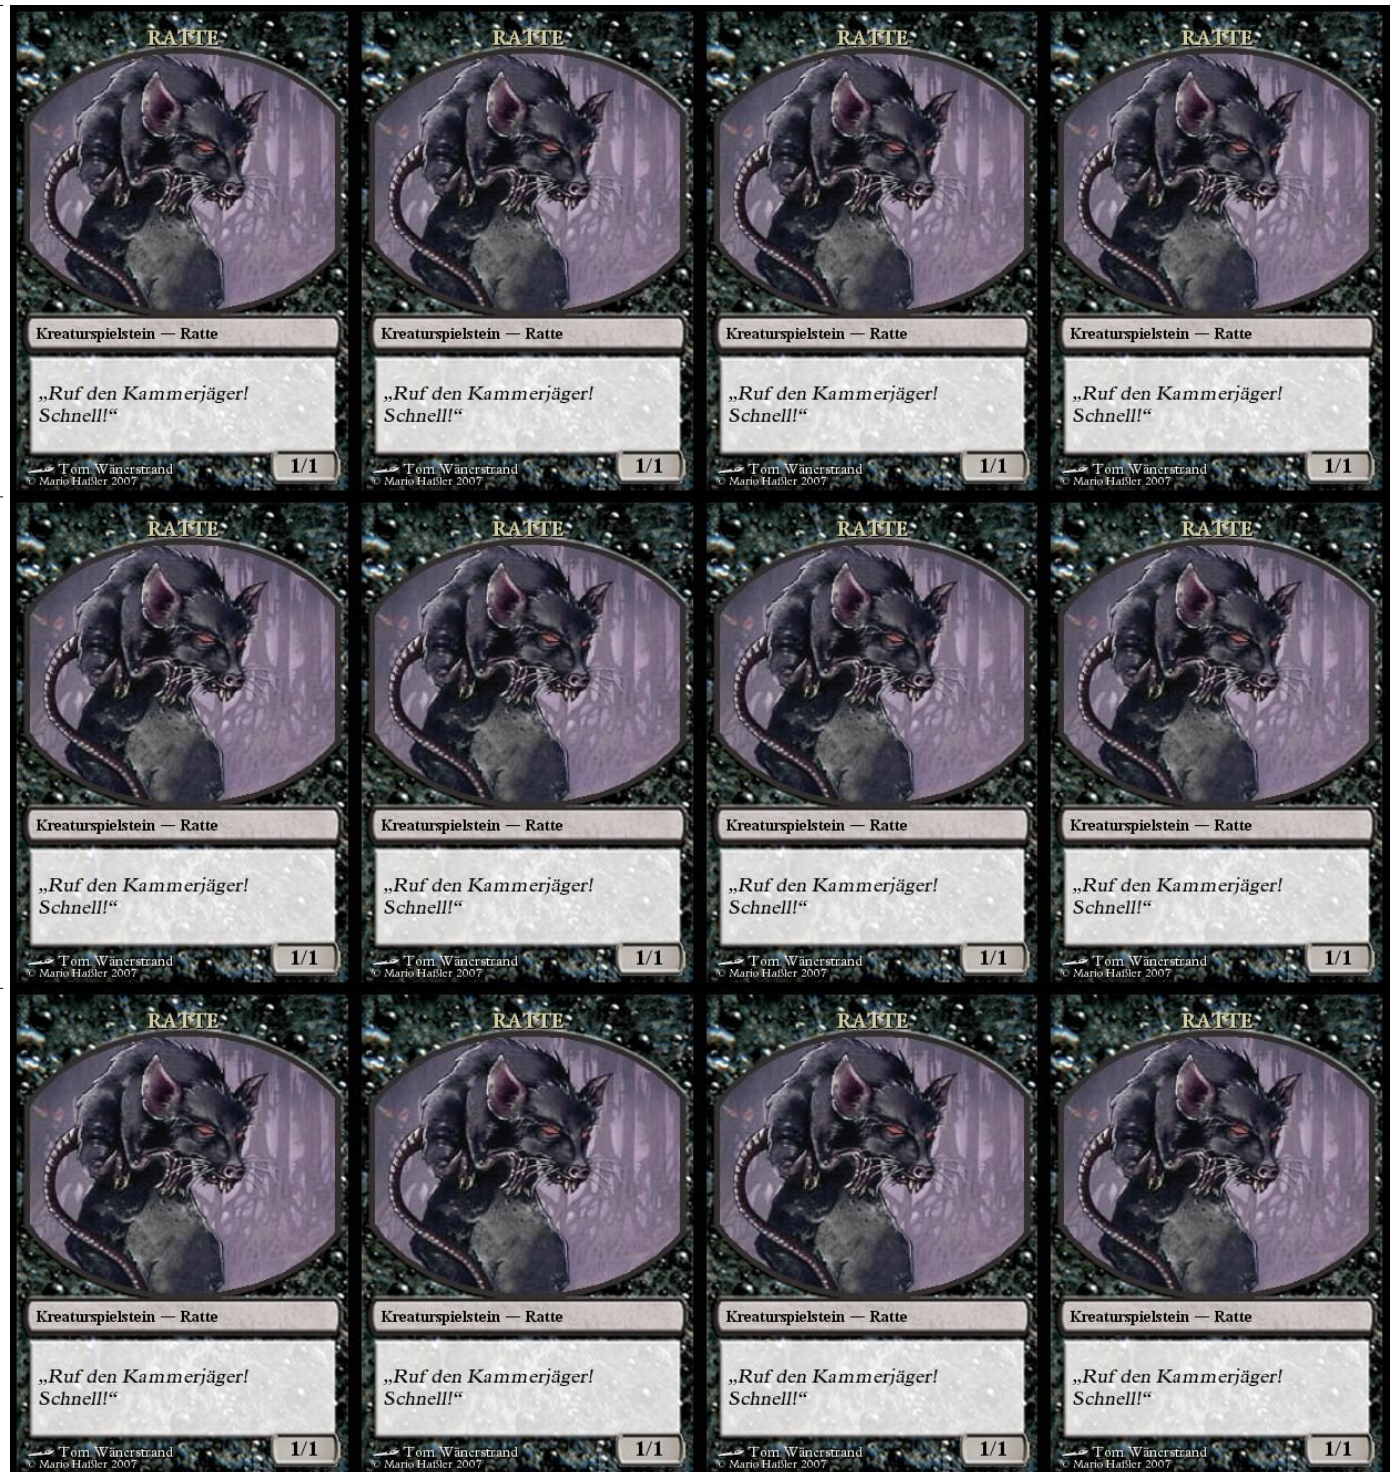 RATTE RATTE RATTE RATTE
Kreaturspielstein — Ratte Kreaturspielstein — Ratte Kreaturspielstein — Ratte Kreaturspielstein — Ratte
„Ruf den Kammerjäger! „Ruf den Kammerjäger! „Ruf den Kammerjäger! „Ruf den Kammerjäger!
Schnell!“ Schnell!“ Schnell!“ Schnell!“
Tom Wänerstrand 1/1 Tom Wänerstrand 1/1 Tom Wänerstrand 1/1 Tom Wänerstrand 1/1
© Mario Haßler 2007 © Mario Haßler 2007 © Mario Haßler 2007 © Mario Haßler 2007
RATTE RATTE RATTE RATTE
Kreaturspielstein — Ratte Kreaturspielstein — Ratte Kreaturspielstein — Ratte Kreaturspielstein — Ratte
„Ruf den Kammerjäger! „Ruf den Kammerjäger! „Ruf den Kammerjäger! „Ruf den Kammerjäger!
Schnell!“ Schnell!“ Schnell!“ Schnell!“
Tom Wänerstrand 1/1 Tom Wänerstrand 1/1 Tom Wänerstrand 1/1 Tom Wänerstrand 1/1
© Mario Haßler 2007 © Mario Haßler 2007 © Mario Haßler 2007 © Mario Haßler 2007
RATTE RATTE RATTE RATTE
Kreaturspielstein — Ratte Kreaturspielstein — Ratte Kreaturspielstein — Ratte Kreaturspielstein — Ratte
„Ruf den Kammerjäger! „Ruf den Kammerjäger! „Ruf den Kammerjäger! „Ruf den Kammerjäger!
Schnell!“ Schnell!“ Schnell!“ Schnell!“
Tom Wänerstrand 1/1 Tom Wänerstrand 1/1 Tom Wänerstrand 1/1 Tom Wänerstrand 1/1
© Mario Haßler 2007 © Mario Haßler 2007 © Mario Haßler 2007 © Mario Haßler 2007